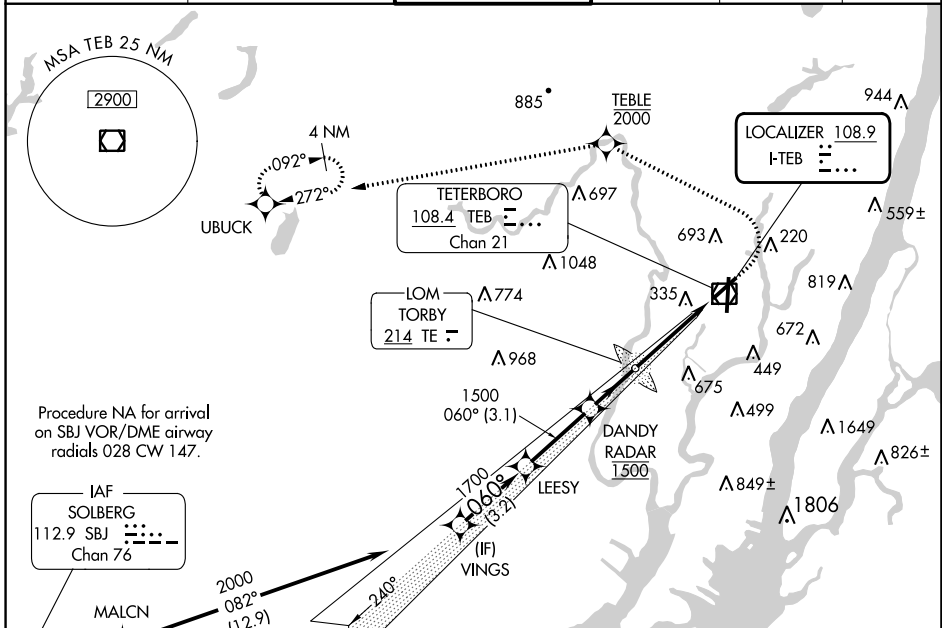 MSA TEB 25 NM
2900
885
TEBLE
2000
944
LOCALIZER 108.9
I-TEB
4 NM
092°
272°
UBUCK
TETERBORO
108.4 TEB
Chan 21
697
559±
693
220
1048
819
LOM
TORBY
214 TE
774
335
672
968
449
675
1500
060° (3.1)
499
Procedure NA for arrival
on SBJ VOR/DME airway
radials 028 CW 147.
DANDY
RADAR
1500
1649
826±
LEESY
1700
060°
(3.2)
849±
1806
IAF
SOLBERG
112.9 SBJ
Chan 76
(IF)
VINGS
240°
2000
082°
(12.9)
MALCN